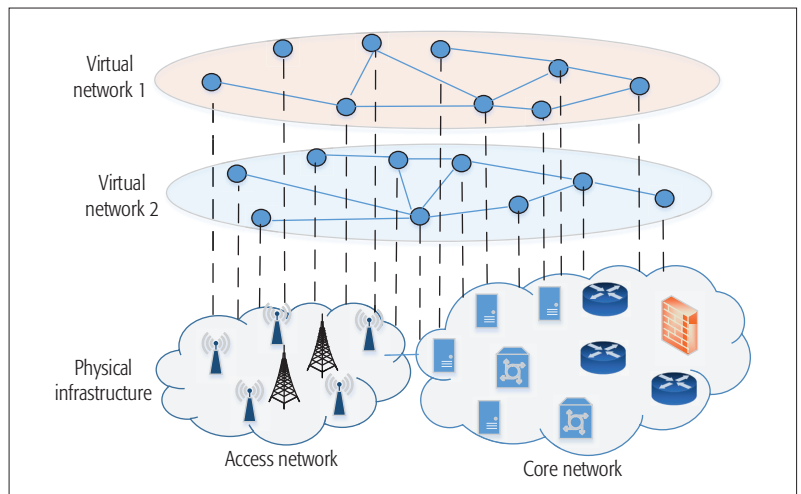 Virtual
network 1
Virtual
network 2
Physical
infrastructure
Access network
Core network